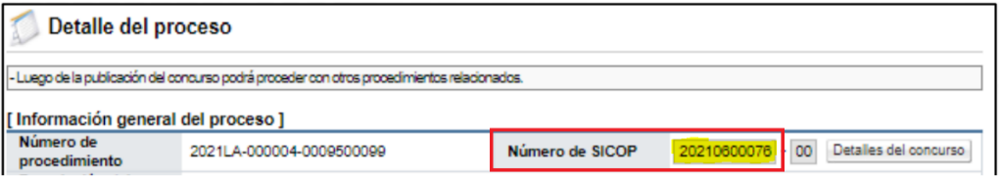 Detalle del proceso
- Luego de la publicación del concurso podrá proceder con otros procedimientos relacionados.
[ Información general del proceso ]
Número de procedimiento 2021LA-000004-0009500099 Número de SICOP 20210600076 - 00 Detalles del concurso